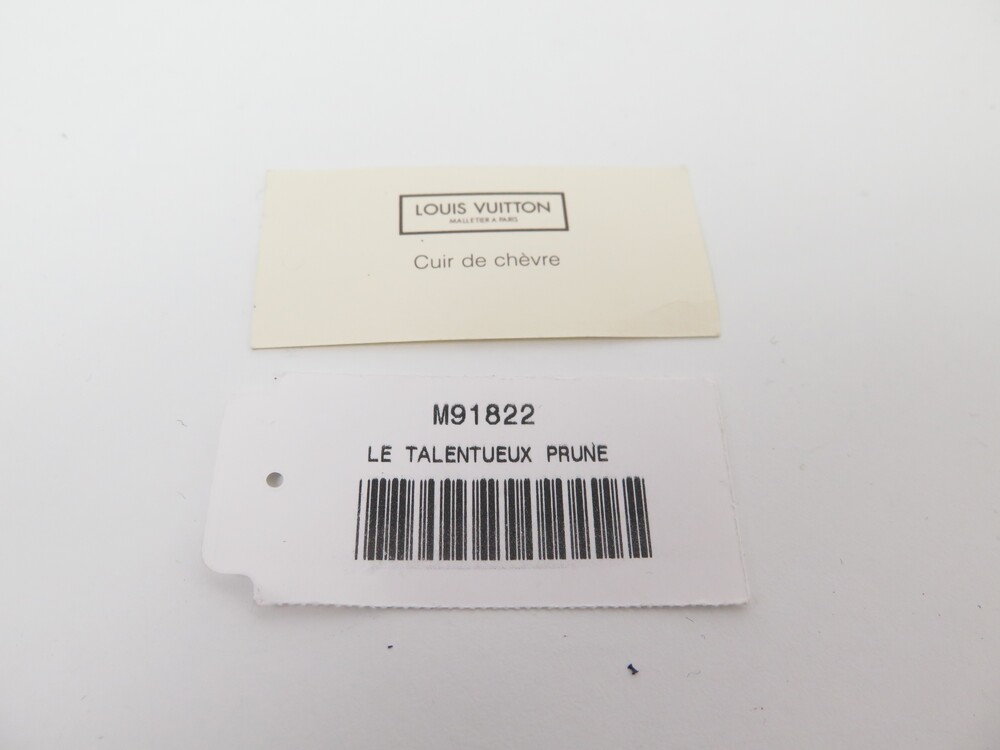 LOUIS VUITTON
MALLETIER A PARIS
Cuir de chèvre
M91822
LE TALENTUEUX PRUNE